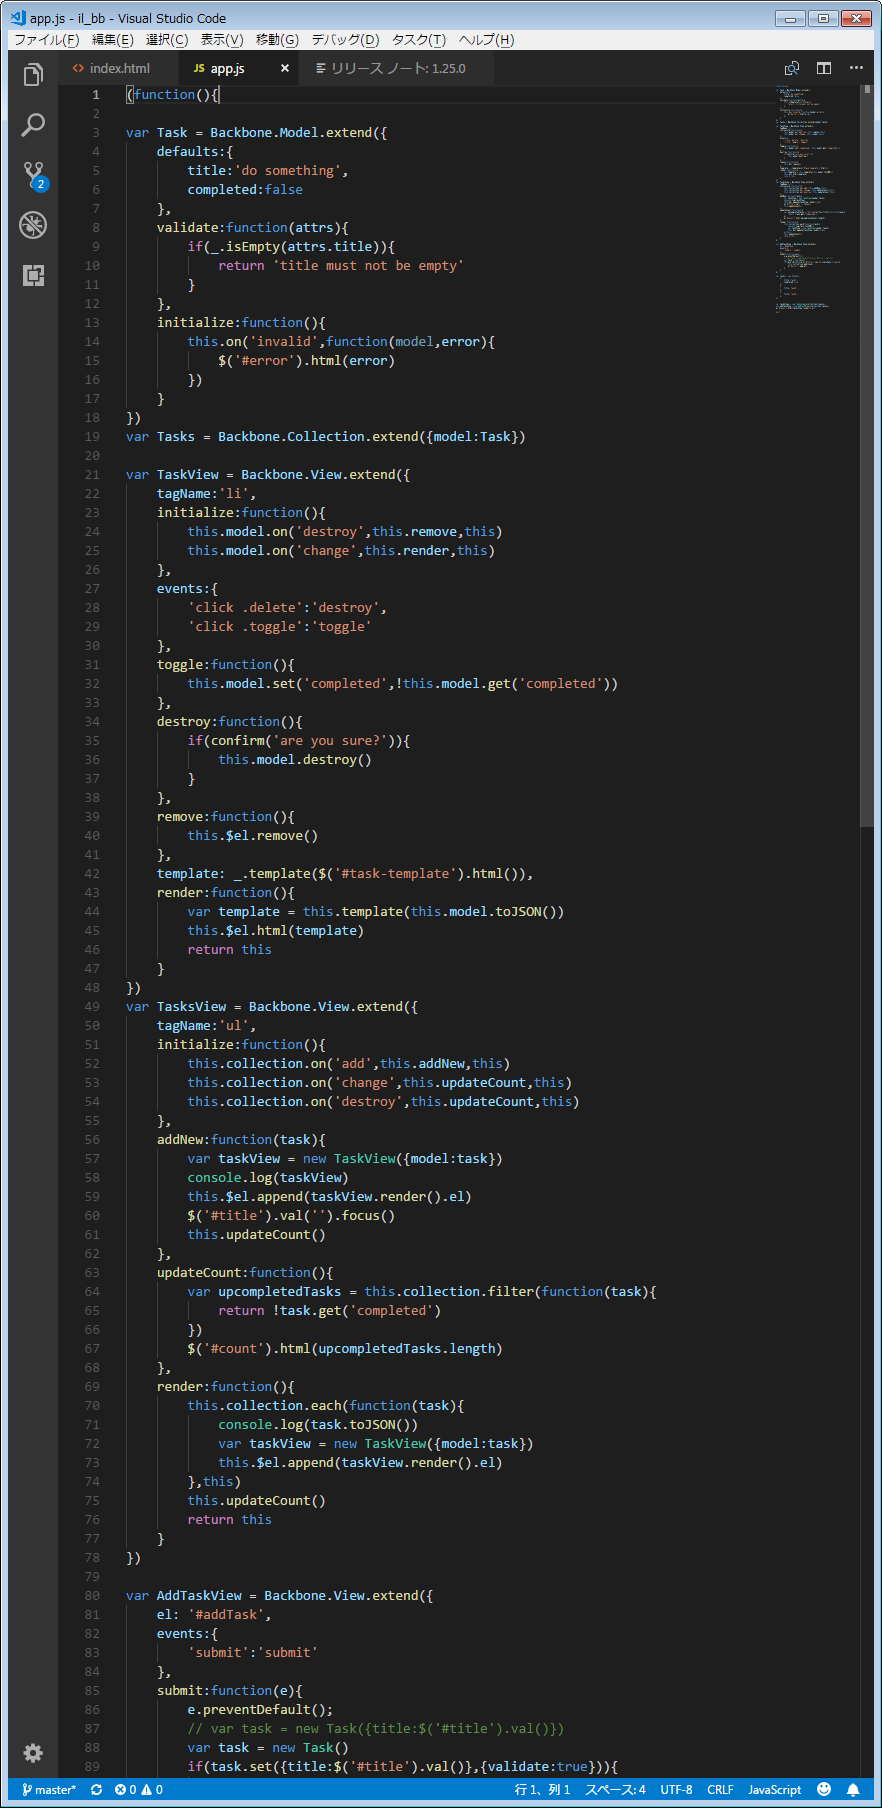 app.js - il_bb - Visual Studio Code
ファイル(F) 編集(E) 選択(C) 表示(V) 移動(G) デバッグ(D) タスク(T) ヘルプ(H)
index.html JS app.js × リリース ノート: 1.25.0
1 (function(){
2
3 var Task = Backbone.Model.extend({
4     defaults:{
5         title:'do something',
6         completed:false
7     },
8     validate:function(attrs){
9         if(_.isEmpty(attrs.title)){
10             return 'title must not be empty'
11         }
12     },
13     initialize:function(){
14         this.on('invalid',function(model,error){
15             $('#error').html(error)
16         })
17     }
18 })
19 var Tasks = Backbone.Collection.extend({model:Task})
20
21 var TaskView = Backbone.View.extend({
22     tagName:'li',
23     initialize:function(){
24         this.model.on('destroy',this.remove,this)
25         this.model.on('change',this.render,this)
26     },
27     events:{
28         'click .delete':'destroy',
29         'click .toggle':'toggle'
30     },
31     toggle:function(){
32         this.model.set('completed',!this.model.get('completed'))
33     },
34     destroy:function(){
35         if(confirm('are you sure?')){
36             this.model.destroy()
37         }
38     },
39     remove:function(){
40         this.$el.remove()
41     },
42     template: _.template($('#task-template').html()),
43     render:function(){
44         var template = this.template(this.model.toJSON())
45         this.$el.html(template)
46         return this
47     }
48 })
49 var TasksView = Backbone.View.extend({
50     tagName:'ul',
51     initialize:function(){
52         this.collection.on('add',this.addNew,this)
53         this.collection.on('change',this.updateCount,this)
54         this.collection.on('destroy',this.updateCount,this)
55     },
56     addNew:function(task){
57         var taskView = new TaskView({model:task})
58         console.log(taskView)
59         this.$el.append(taskView.render().el)
60         $('#title').val('').focus()
61         this.updateCount()
62     },
63     updateCount:function(){
64         var upcompletedTasks = this.collection.filter(function(task){
65             return !task.get('completed')
66         })
67         $('#count').html(upcompletedTasks.length)
68     },
69     render:function(){
70         this.collection.each(function(task){
71             console.log(task.toJSON())
72             var taskView = new TaskView({model:task})
73             this.$el.append(taskView.render().el)
74         },this)
75         this.updateCount()
76         return this
77     }
78 })
79
80 var AddTaskView = Backbone.View.extend({
81     el: '#addTask',
82     events:{
83         'submit':'submit'
84     },
85     submit:function(e){
86         e.preventDefault();
87         // var task = new Task({title:$('#title').val()})
88         var task = new Task()
89         if(task.set({title:$('#title').val()},{validate:true})){
2
master* 0 0 行 1、列 1 スペース: 4 UTF-8 CRLF JavaScript